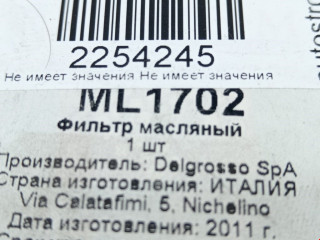 2254245
Не имеет значения Не имеет значения
ML1702
Фильтр масляный
1 шт
Производитель: Delgrosso SpA
Страна изготовления: ИТАЛИЯ
Via Calatafimi, 5, Nichelino
Дата изготовления: 2011 г.